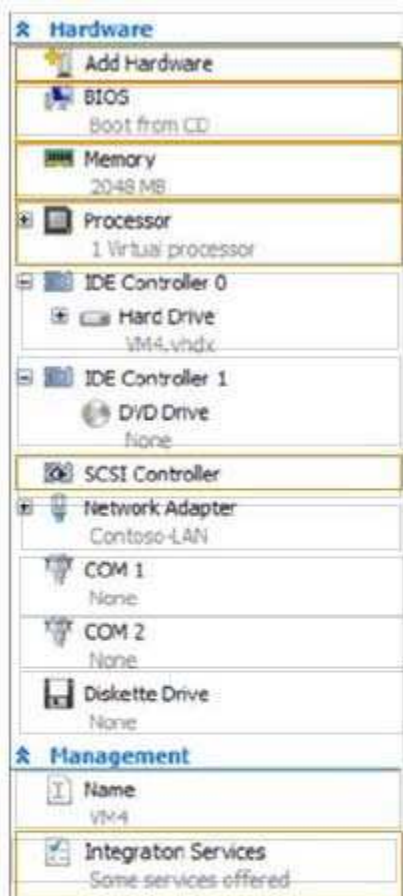 Hardware
Add Hardware
BIOS
Boot from CD
Memory
2048 MB
Processor
1 Virtual processor
IDE Controller 0
Hard Drive
VM4.vhdx
IDE Controller 1
DVD Drive
None
SCSI Controller
Network Adapter
Contoso-LAN
COM 1
None
COM 2
None
Diskette Drive
None
Management
Name
VM4
Integration Services
Some services offered